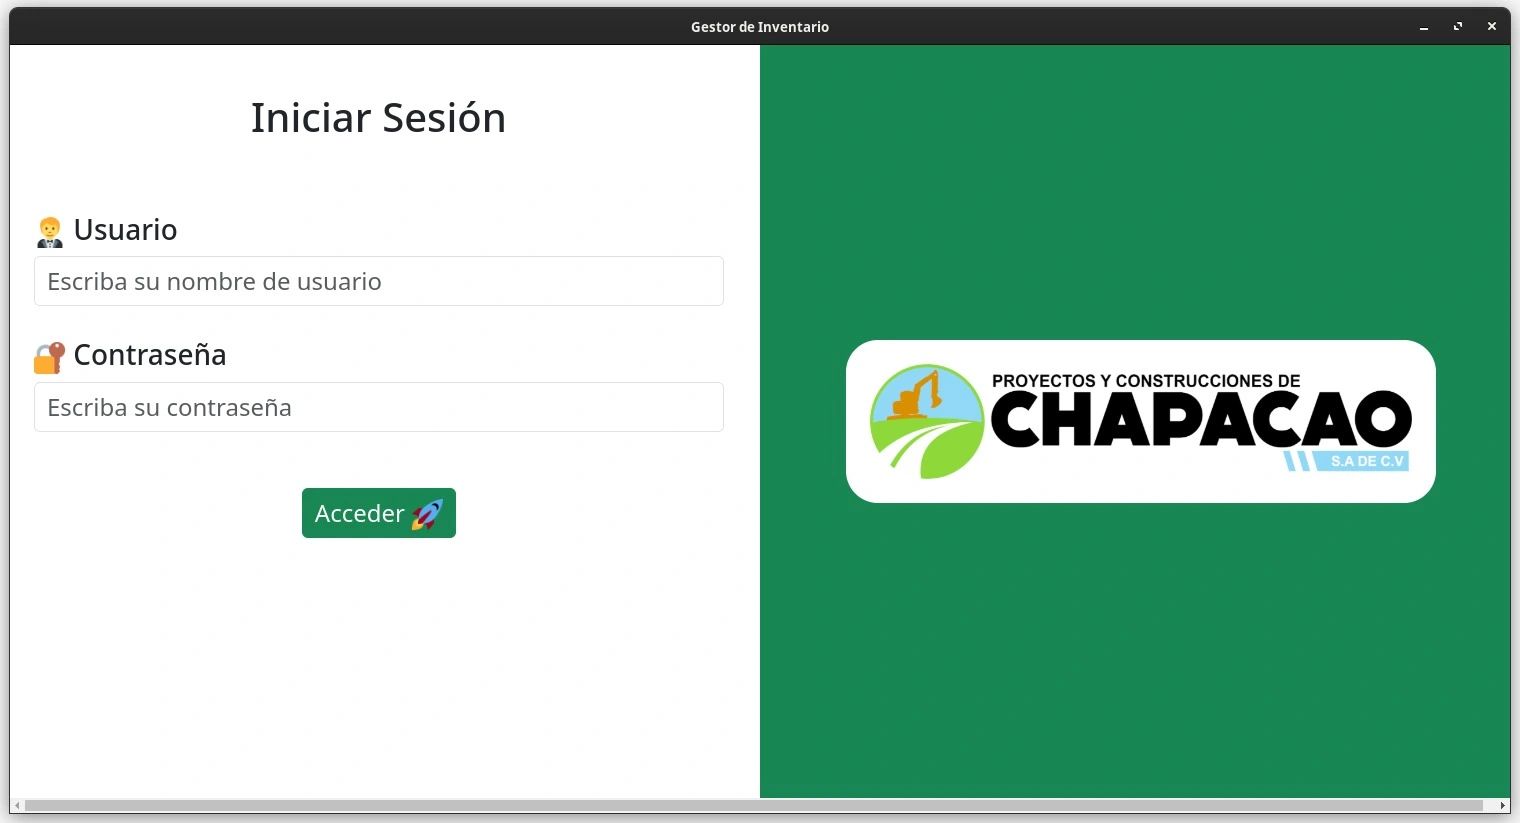 Gestor de Inventario
Iniciar Sesión
Usuario
Escriba su nombre de usuario
Contraseña
Escriba su contraseña
Acceder
PROYECTOS Y CONSTRUCCIONES DE
CHAPACAO
S.A DE C.V